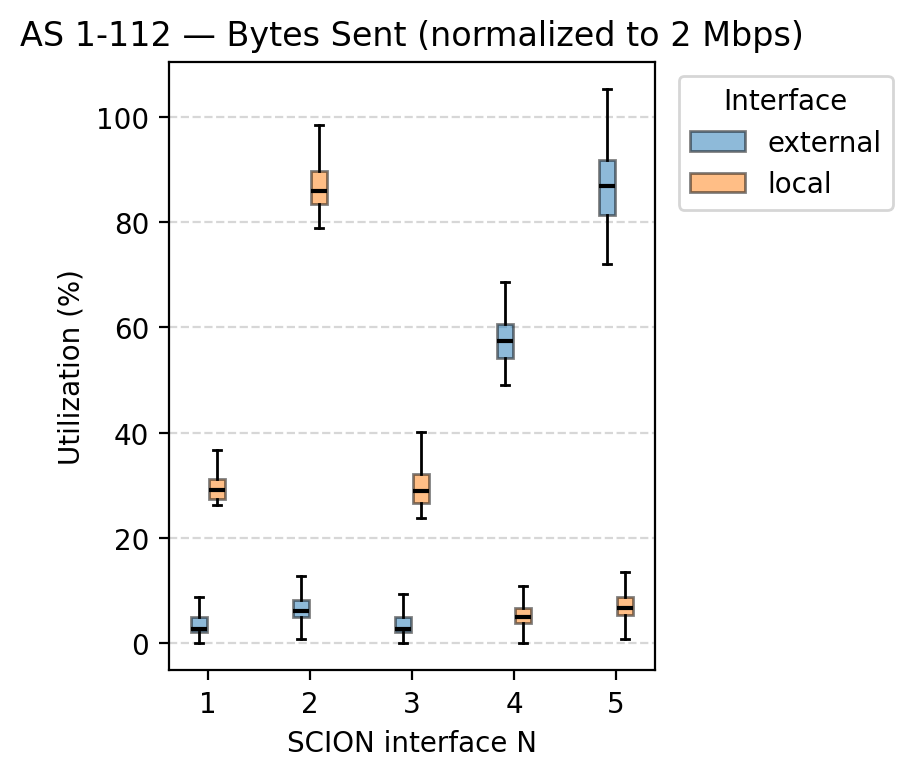 AS 1-112 — Bytes Sent (normalized to 2 Mbps)
Interface
external
local
Utilization (%)
100
80
60
40
20
0
1 2 3 4 5
SCION interface N